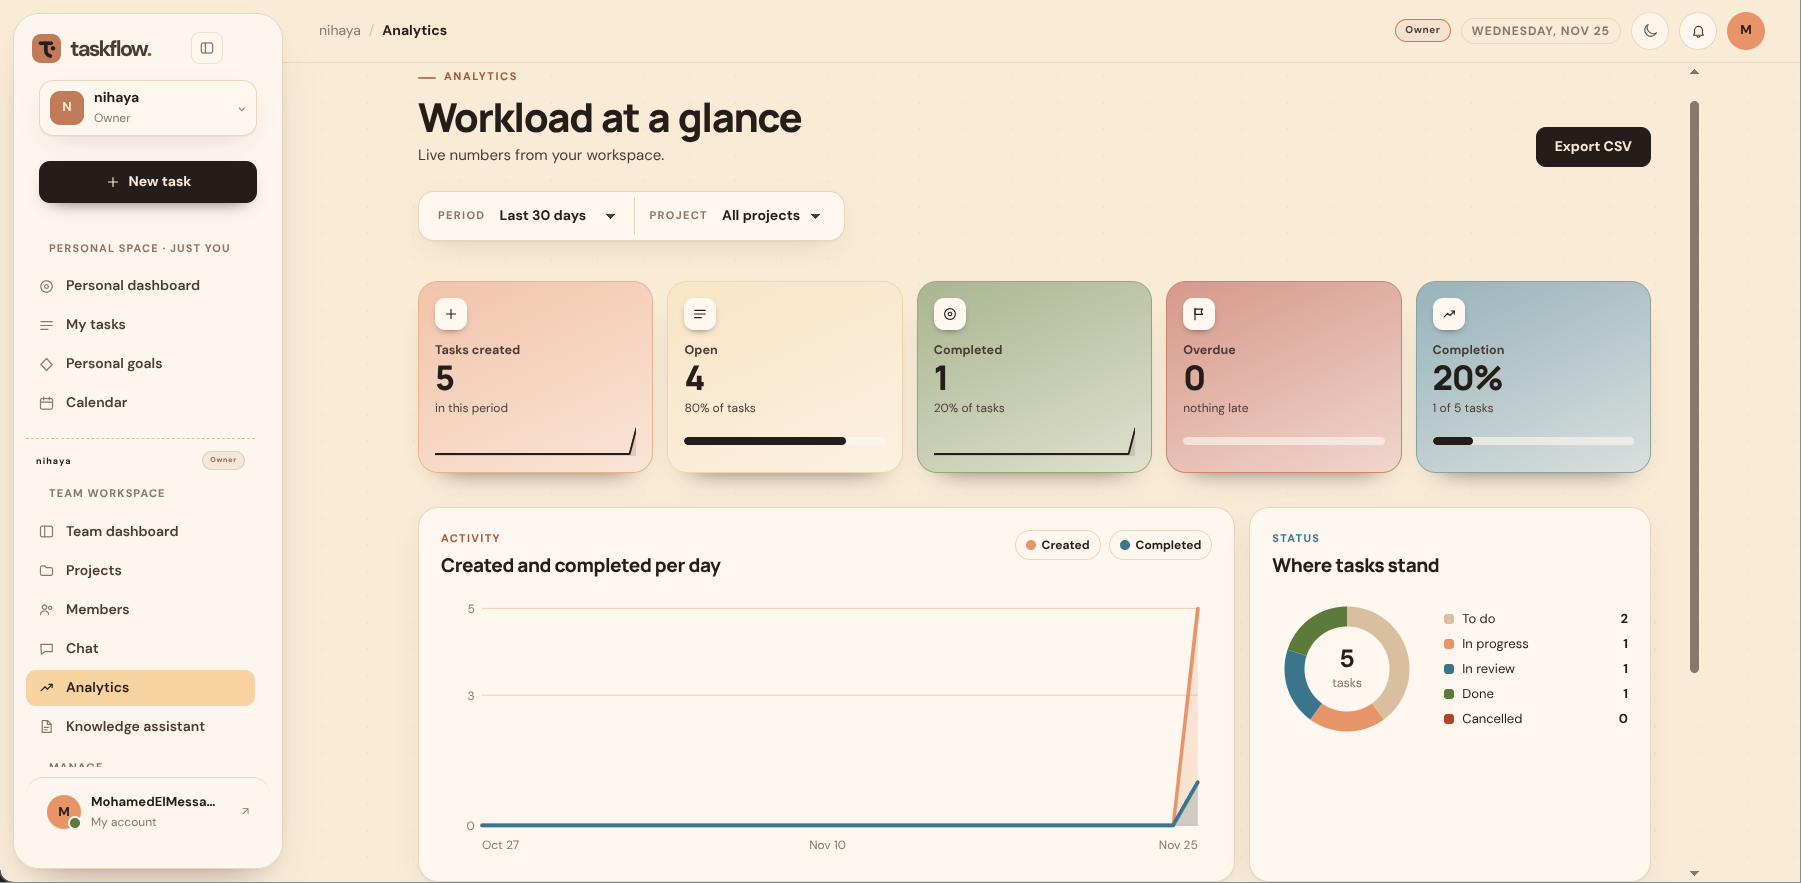 taskflow.
N
nihaya
Owner
New task
PERSONAL SPACE · JUST YOU
Personal dashboard
My tasks
Personal goals
Calendar
nihaya
Owner
TEAM WORKSPACE
Team dashboard
Projects
Members
Chat
Analytics
Knowledge assistant
MANAGE
M
MohamedElMessa...
My account
nihaya / Analytics
Owner
WEDNESDAY, NOV 25
M
ANALYTICS
Workload at a glance
Live numbers from your workspace.
Export CSV
PERIOD Last 30 days
PROJECT All projects
Tasks created
5
in this period
Open
4
80% of tasks
Completed
1
20% of tasks
Overdue
0
nothing late
Completion
20%
1 of 5 tasks
ACTIVITY
Created and completed per day
Created
Completed
5
3
0
Oct 27
Nov 10
Nov 25
STATUS
Where tasks stand
5
tasks
To do 2
In progress 1
In review 1
Done 1
Cancelled 0